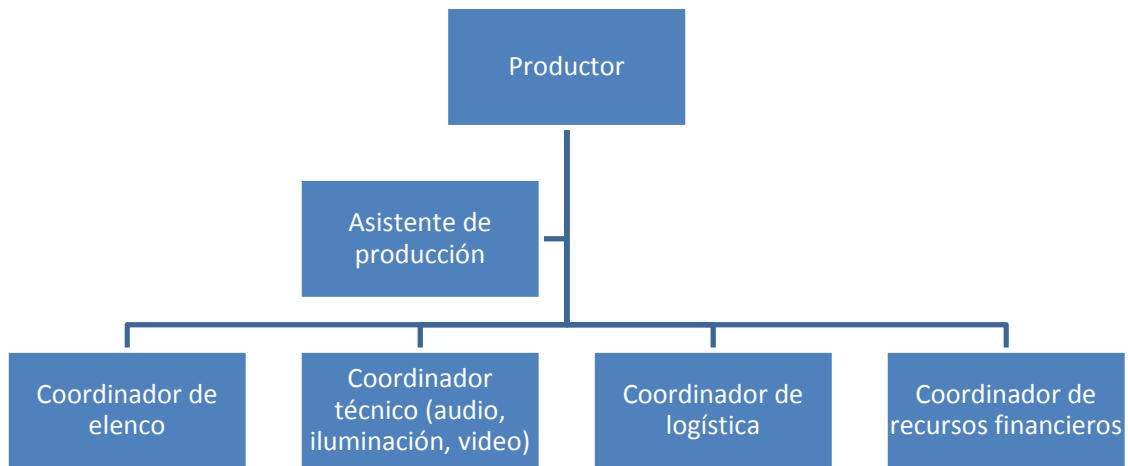 Productor
Asistente de
producción
Coordinador de
elenco
Coordinador
técnico (audio,
iluminación, video)
Coordinador de
logística
Coordinador de
recursos financieros